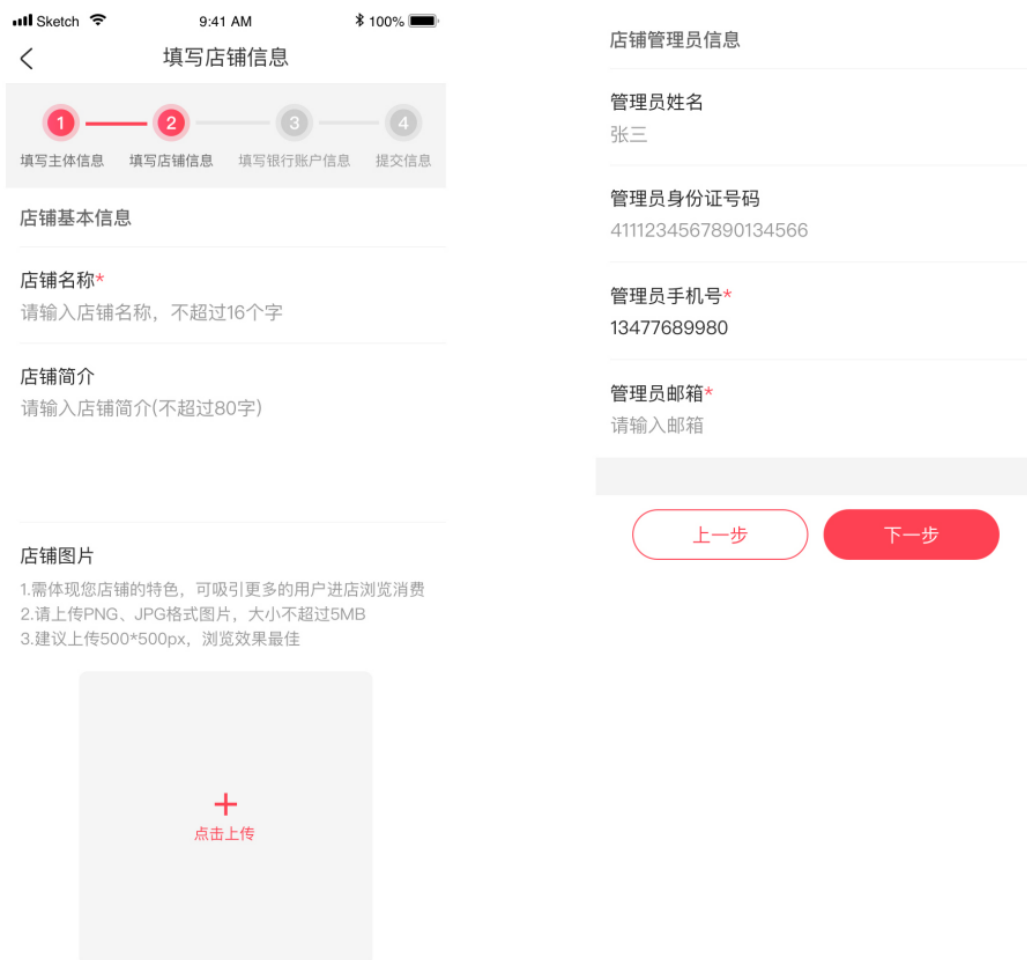 Sketch 9:41 AM 100%
填写店铺信息
1 2 3 4
填写主体信息 填写店铺信息 填写银行账户信息 提交信息
店铺基本信息
店铺名称*
请输入店铺名称，不超过16个字
店铺简介
请输入店铺简介(不超过80字)
店铺图片
1.需体现您店铺的特色，可吸引更多的用户进店浏览消费
2.请上传PNG、JPG格式图片，大小不超过5MB
3.建议上传500*500px，浏览效果最佳
点击上传
店铺管理员信息
管理员姓名
张三
管理员身份证号码
4111234567890134566
管理员手机号*
13477689980
管理员邮箱*
请输入邮箱
上一步 下一步